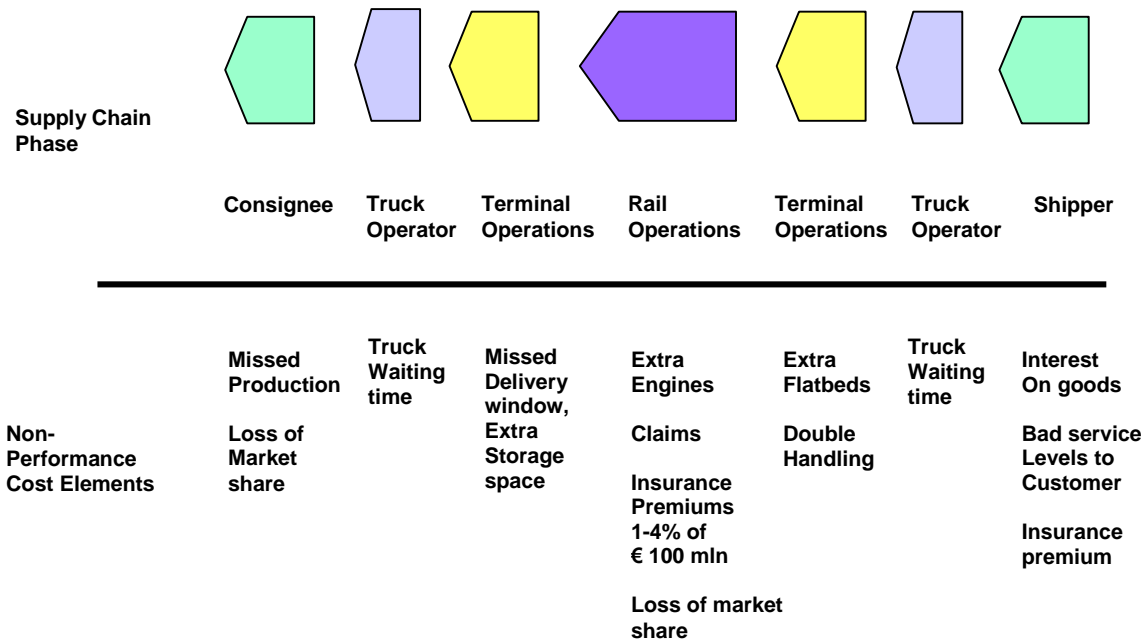 Supply Chain
Phase
Consignee
Truck
Operator
Terminal
Operations
Rail
Operations
Terminal
Operations
Truck
Operator
Shipper
Non-
Performance
Cost Elements
Missed
Production
Loss of
Market
share
Truck
Waiting
time
Missed
Delivery
window,
Extra
Storage
space
Extra
Engines
Claims
Insurance
Premiums
1-4% of
€ 100 mln
Loss of market
share
Extra
Flatbeds
Double
Handling
Truck
Waiting
time
Interest
On goods
Bad service
Levels to
Customer
Insurance
premium